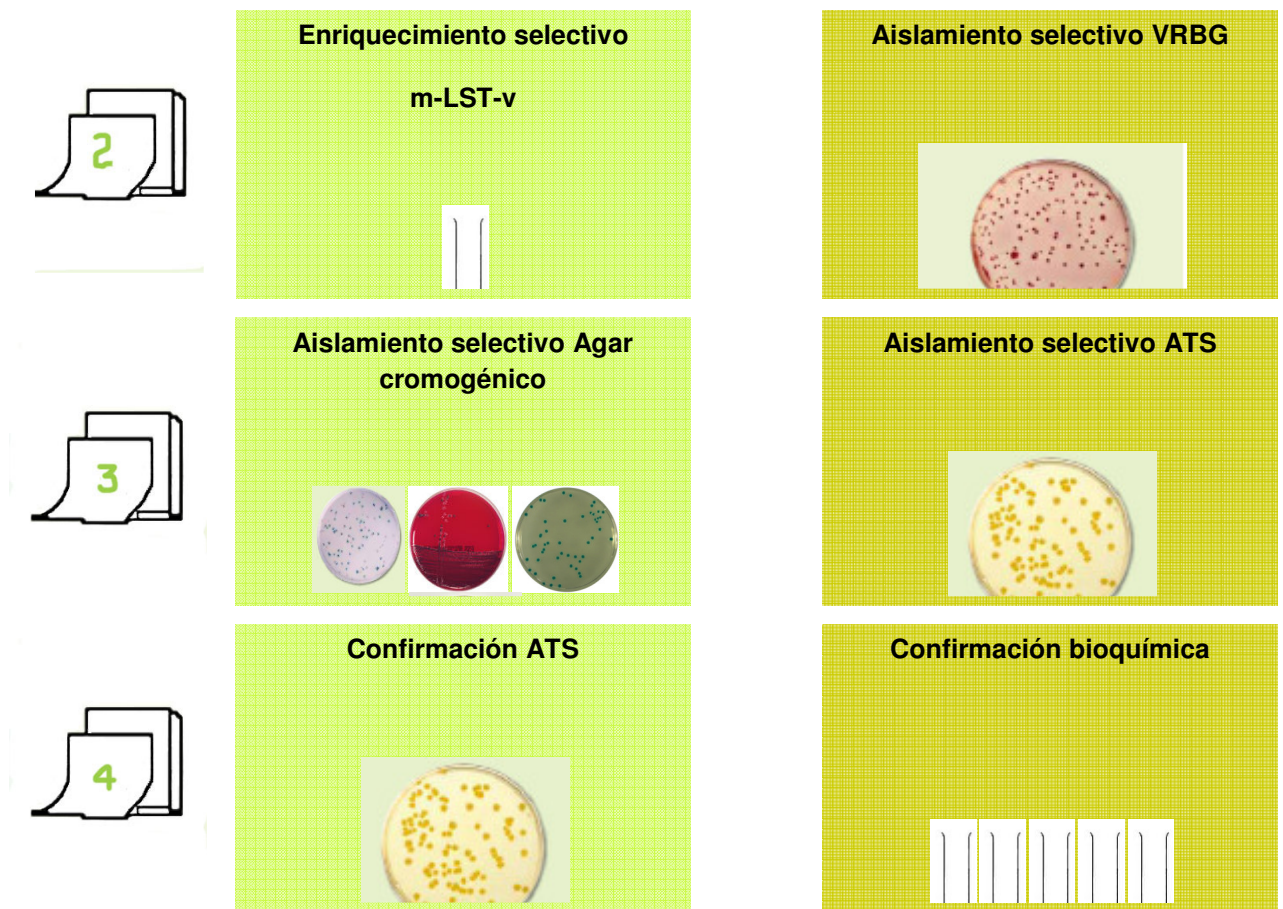 2
Enriquecimiento selectivo
m-LST-v
Aislamiento selectivo VRBG
3
Aislamiento selectivo Agar
cromogénico
Aislamiento selectivo ATS
4
Confirmación ATS
Confirmación bioquímica